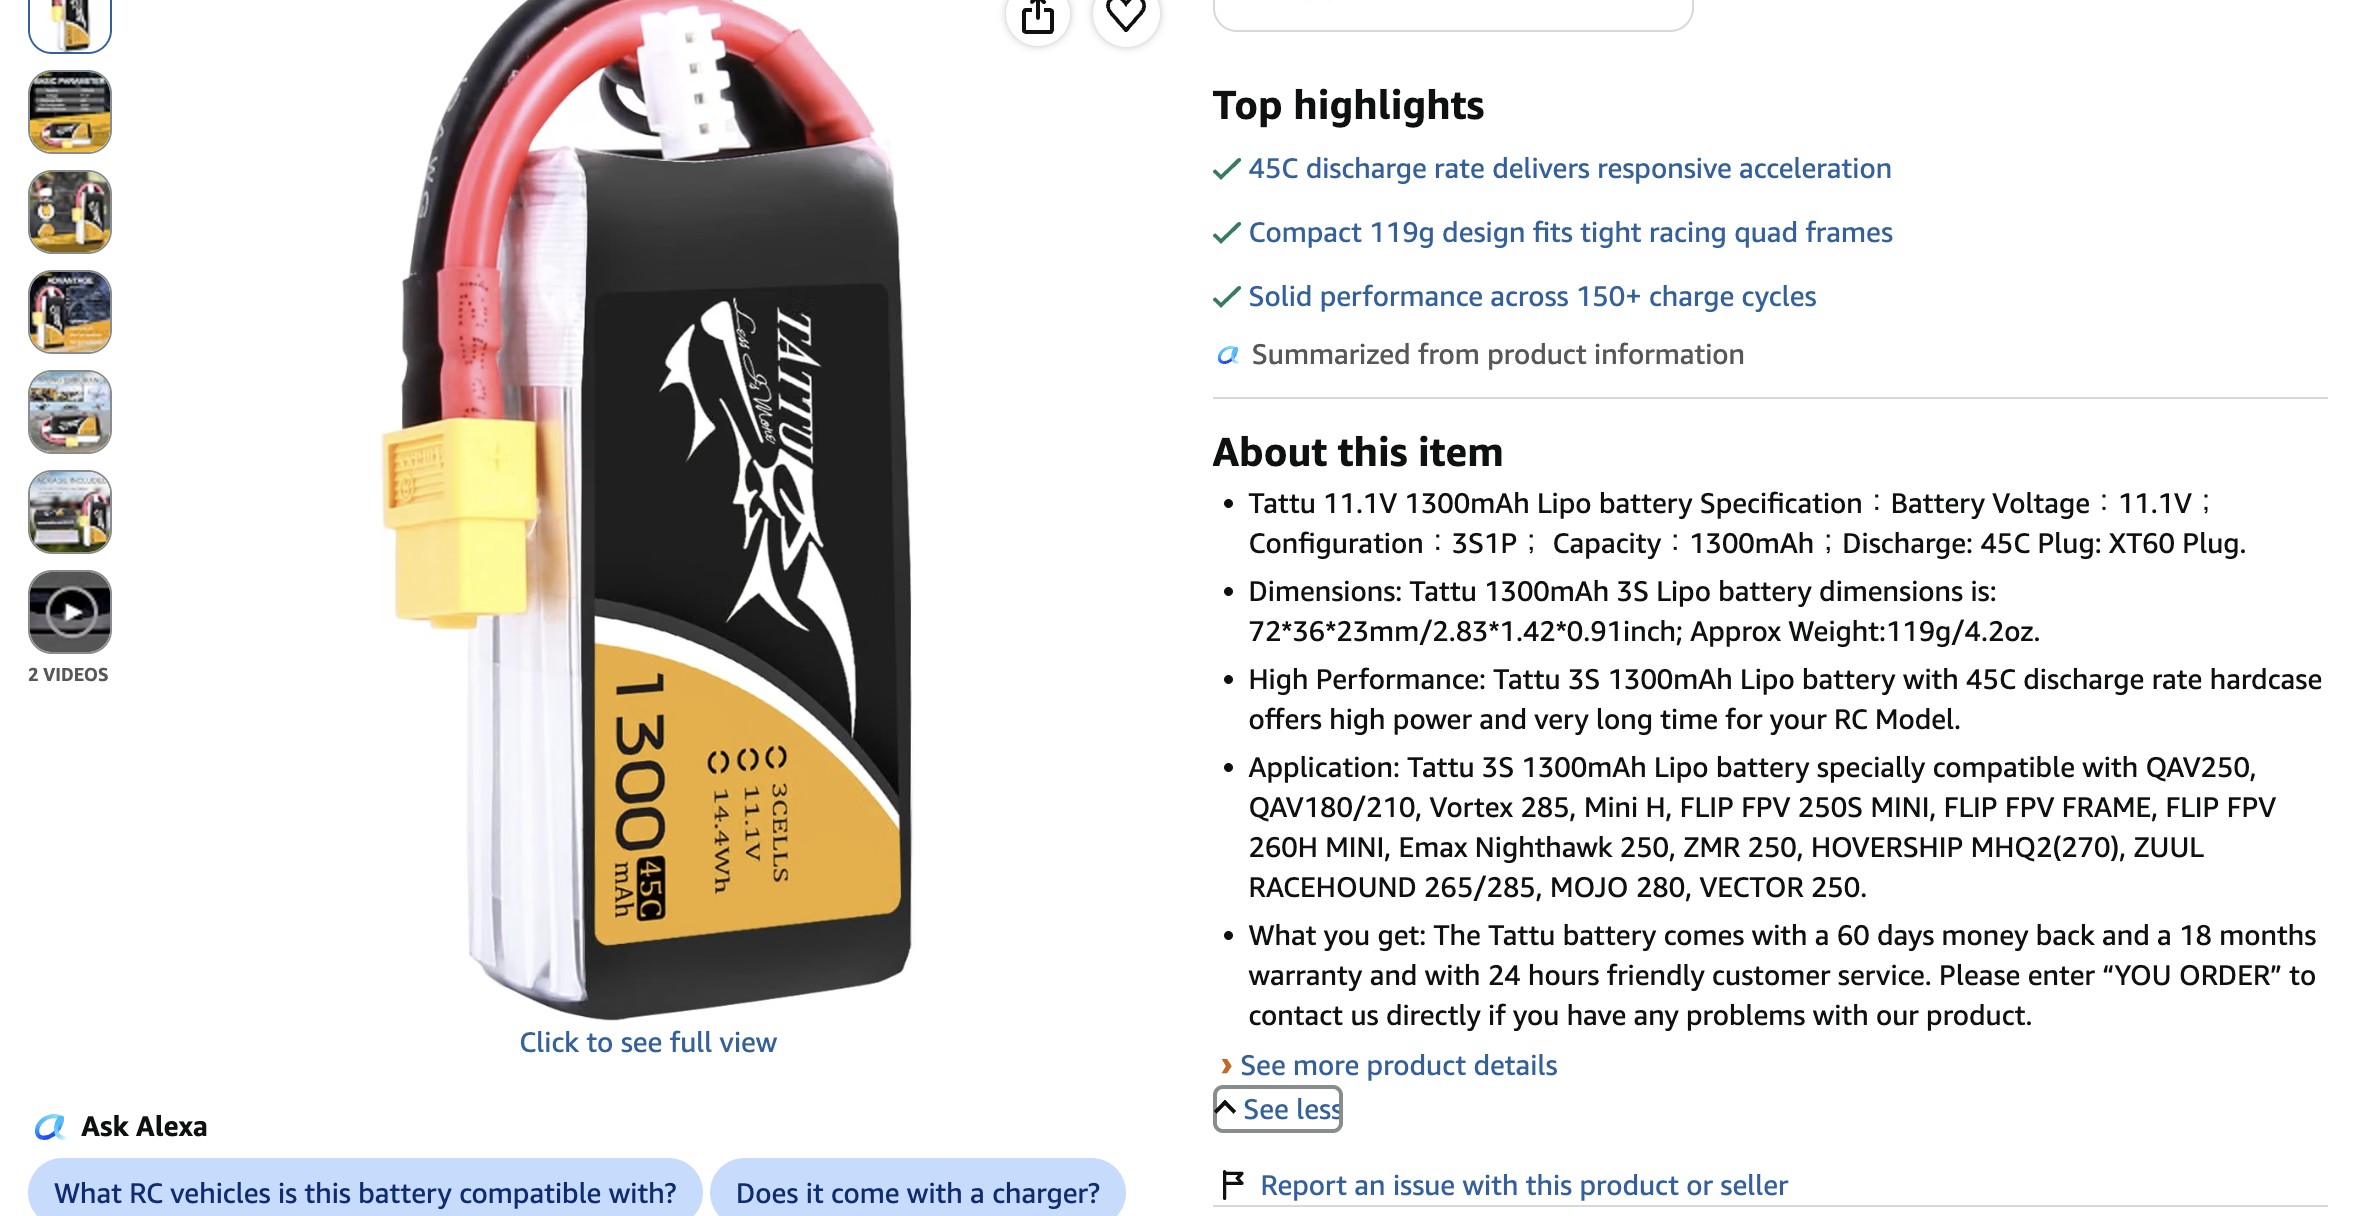 2 VIDEOS
TATTU
Less Is More
1300
mAh
45C
3CELLS
11.1V
14.4Wh
Click to see full view
Ask Alexa
What RC vehicles is this battery compatible with?
Does it come with a charger?
Top highlights
45C discharge rate delivers responsive acceleration
Compact 119g design fits tight racing quad frames
Solid performance across 150+ charge cycles
Summarized from product information
About this item
• Tattu 11.1V 1300mAh Lipo battery Specification：Battery Voltage：11.1V；
Configuration：3S1P； Capacity：1300mAh；Discharge: 45C Plug: XT60 Plug.
• Dimensions: Tattu 1300mAh 3S Lipo battery dimensions is:
72*36*23mm/2.83*1.42*0.91inch; Approx Weight:119g/4.2oz.
• High Performance: Tattu 3S 1300mAh Lipo battery with 45C discharge rate hardcase
offers high power and very long time for your RC Model.
• Application: Tattu 3S 1300mAh Lipo battery specially compatible with QAV250,
QAV180/210, Vortex 285, Mini H, FLIP FPV 250S MINI, FLIP FPV FRAME, FLIP FPV
260H MINI, Emax Nighthawk 250, ZMR 250, HOVERSHIP MHQ2(270), ZUUL
RACEHOUND 265/285, MOJO 280, VECTOR 250.
• What you get: The Tattu battery comes with a 60 days money back and a 18 months
warranty and with 24 hours friendly customer service. Please enter “YOU ORDER” to
contact us directly if you have any problems with our product.
› See more product details
See less
Report an issue with this product or seller